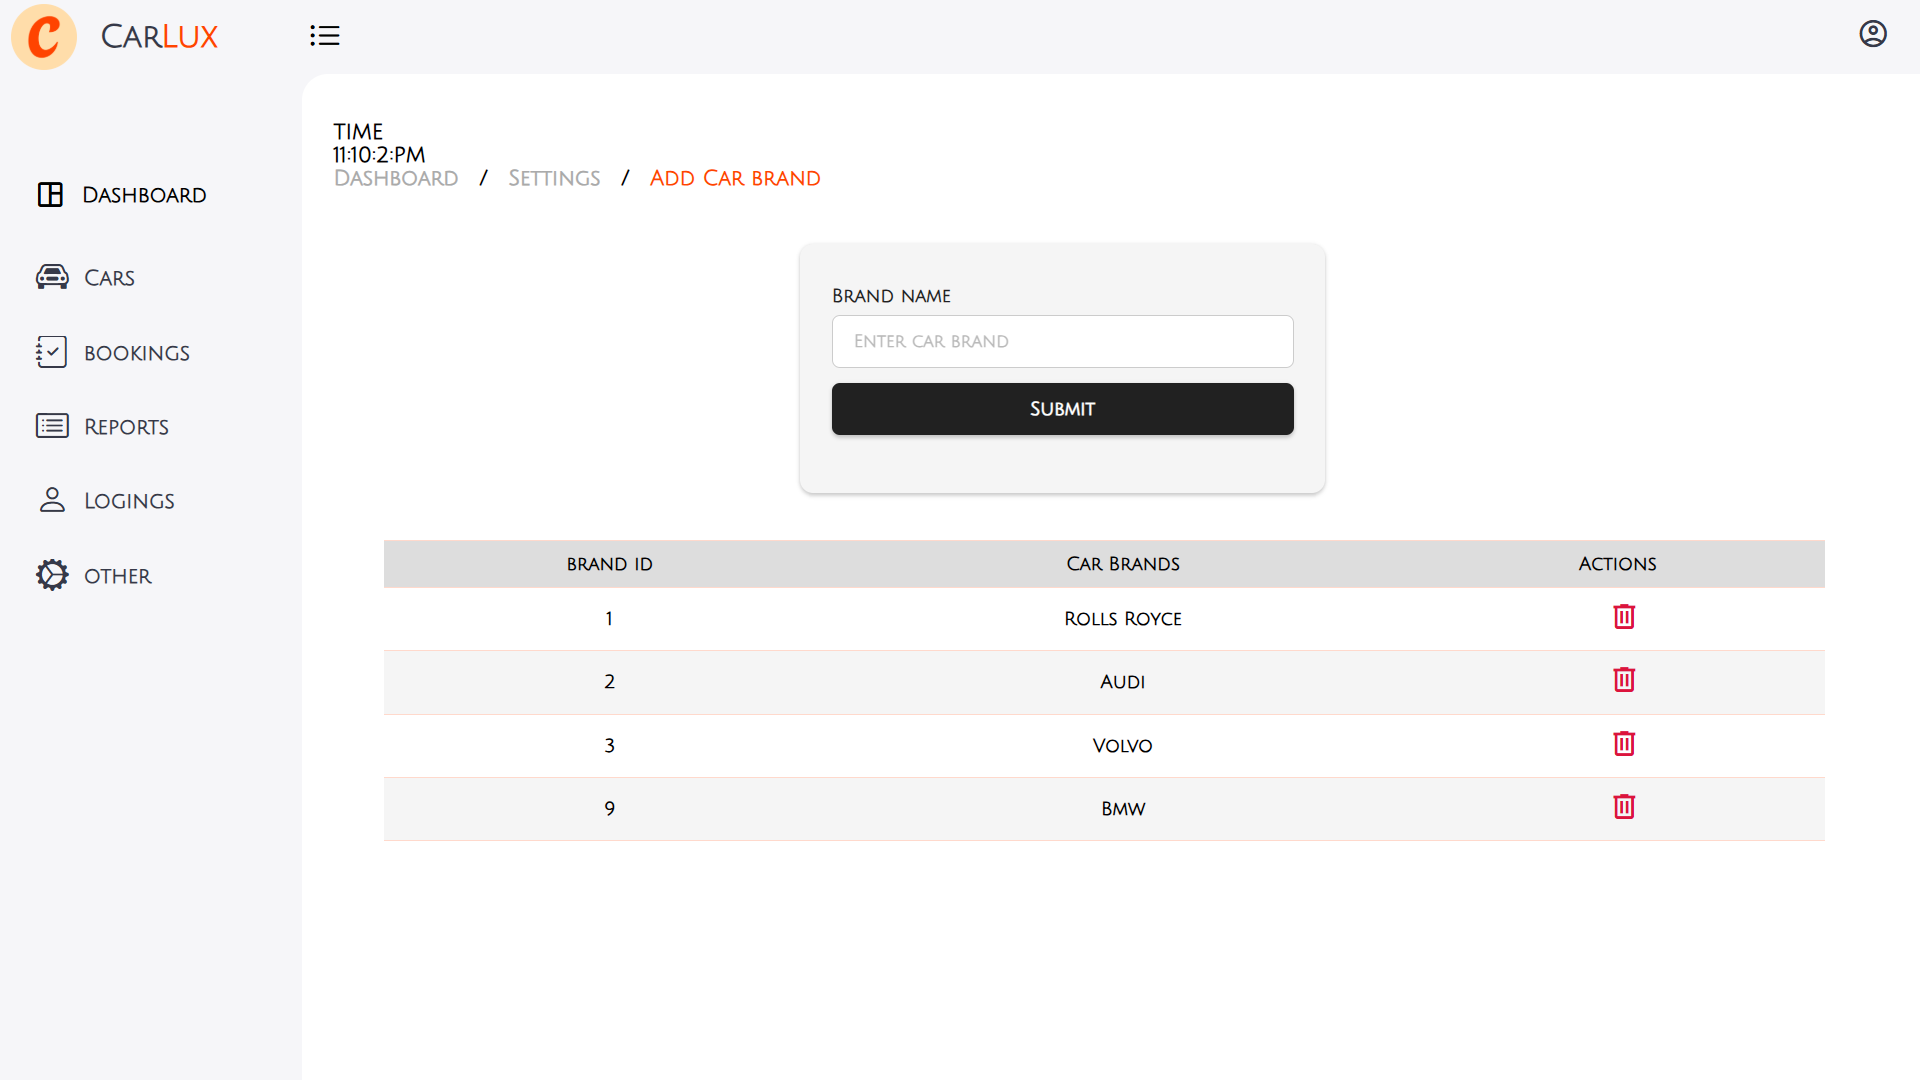 C CarLux
TIME
11:10:2:PM
Dashboard / Settings / Add Car brand
Dashboard
Cars
bookings
Reports
Logings
other
Brand name
Enter car brand
Submit
brand id Car Brands Actions
1 Rolls Royce
2 Audi
3 Volvo
9 Bmw